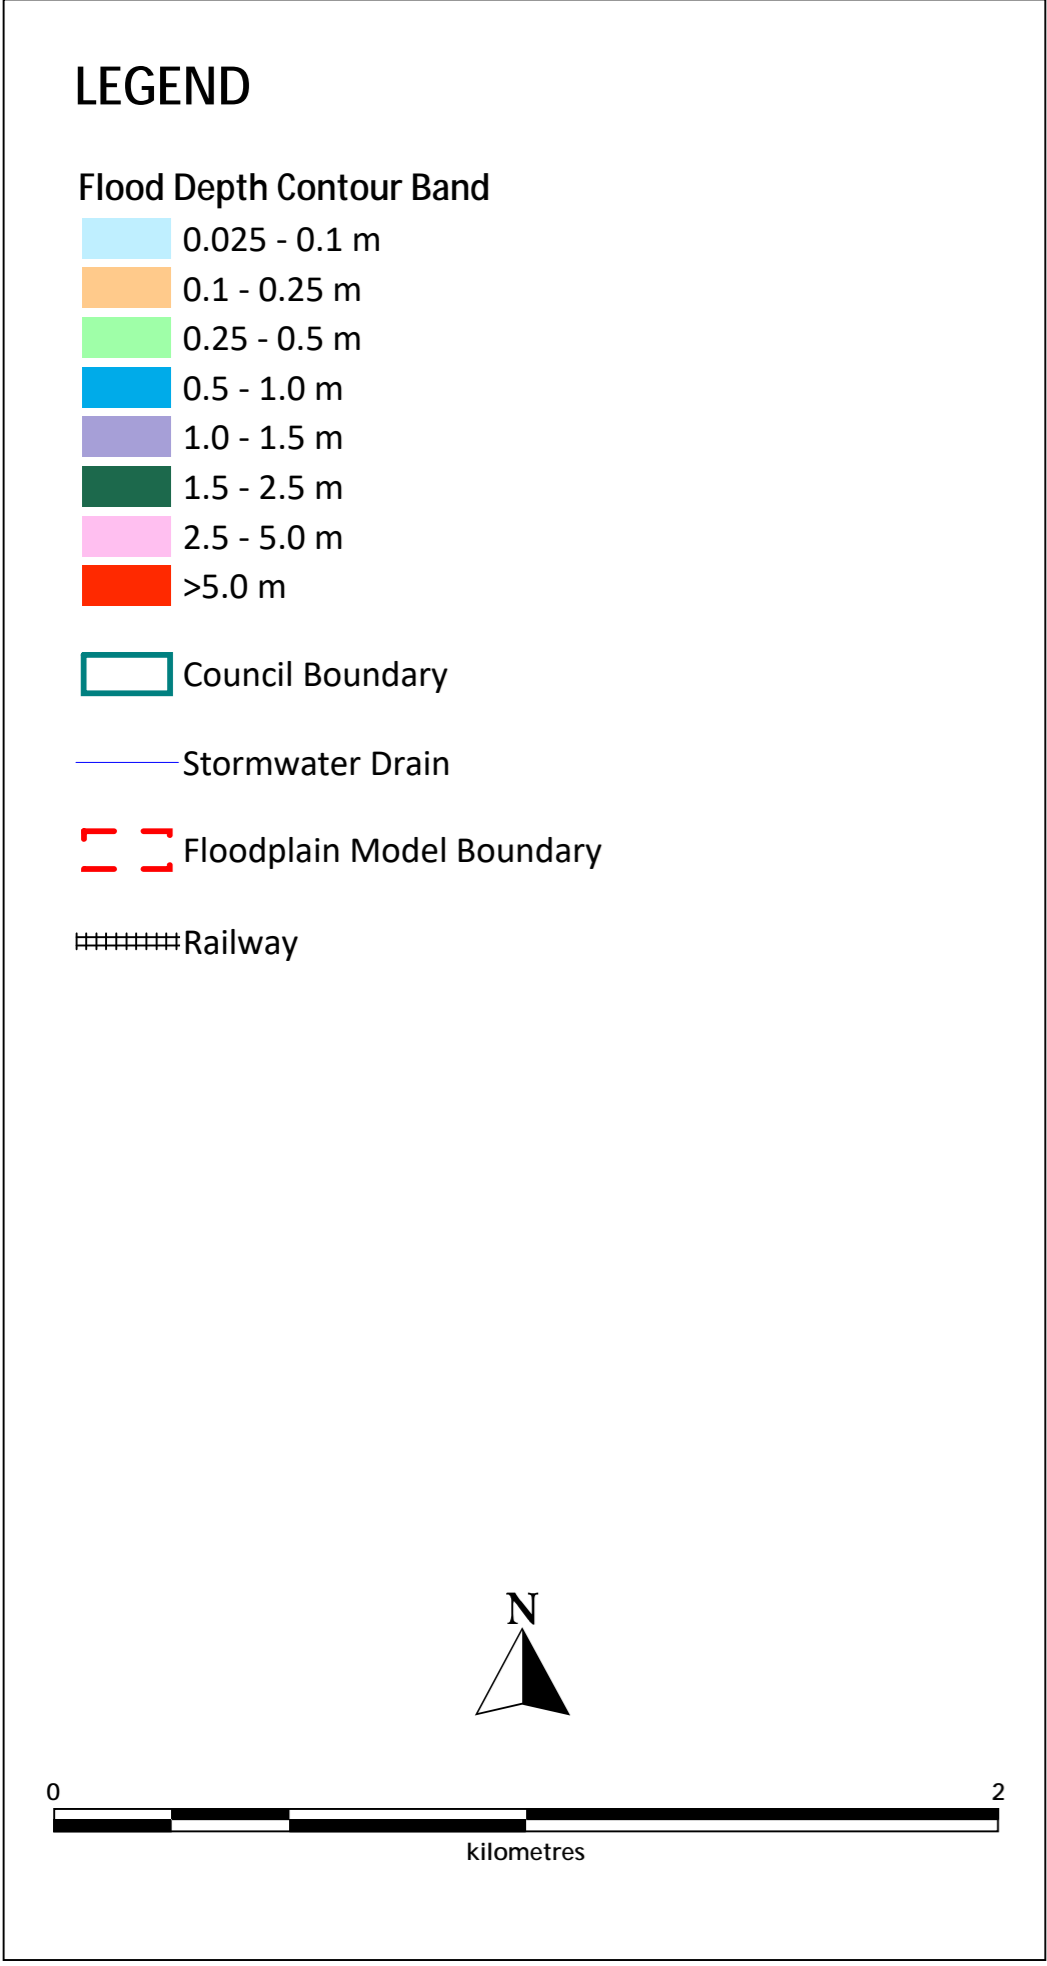 LEGEND
Flood Depth Contour Band
0.025 - 0.1 m
0.1 - 0.25 m
0.25 - 0.5 m
0.5 - 1.0 m
1.0 - 1.5 m
1.5 - 2.5 m
2.5 - 5.0 m
>5.0 m
Council Boundary
Stormwater Drain
Floodplain Model Boundary
Railway
N
0 2
kilometres